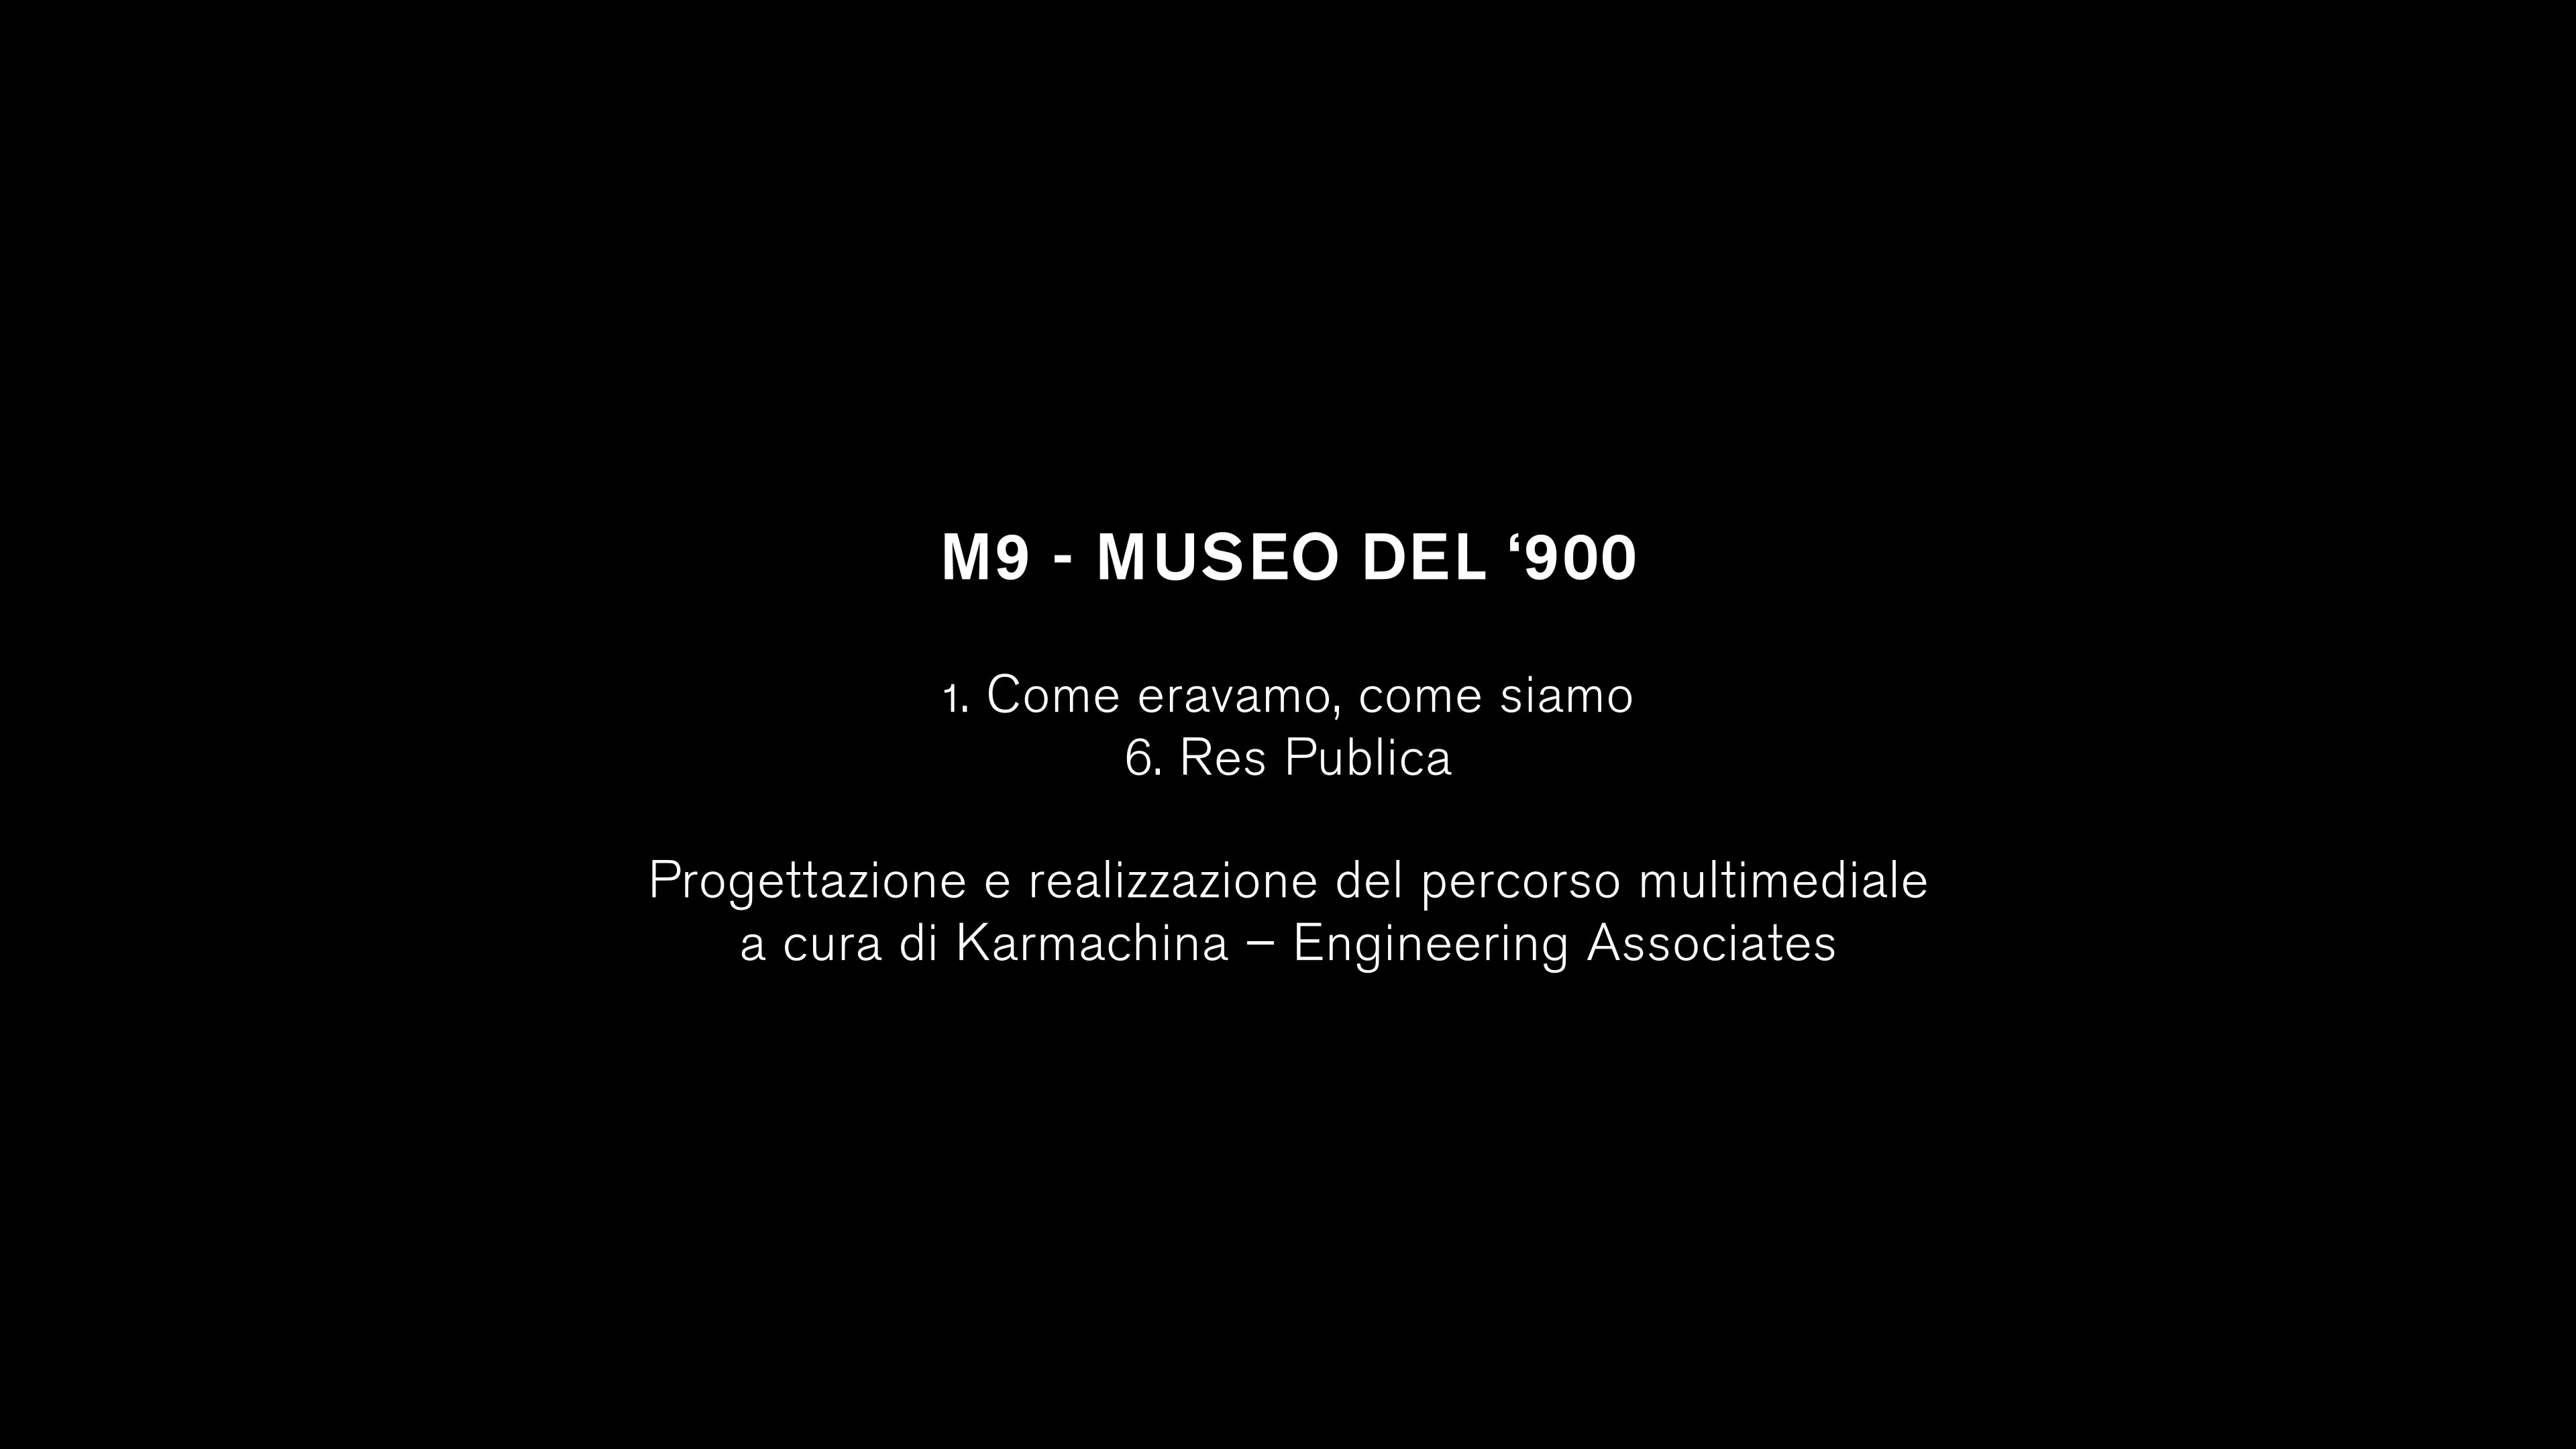 M9 - MUSEO DEL ‘900
1. Come eravamo, come siamo
6. Res Publica
Progettazione e realizzazione del percorso multimediale
a cura di Karmachina – Engineering Associates